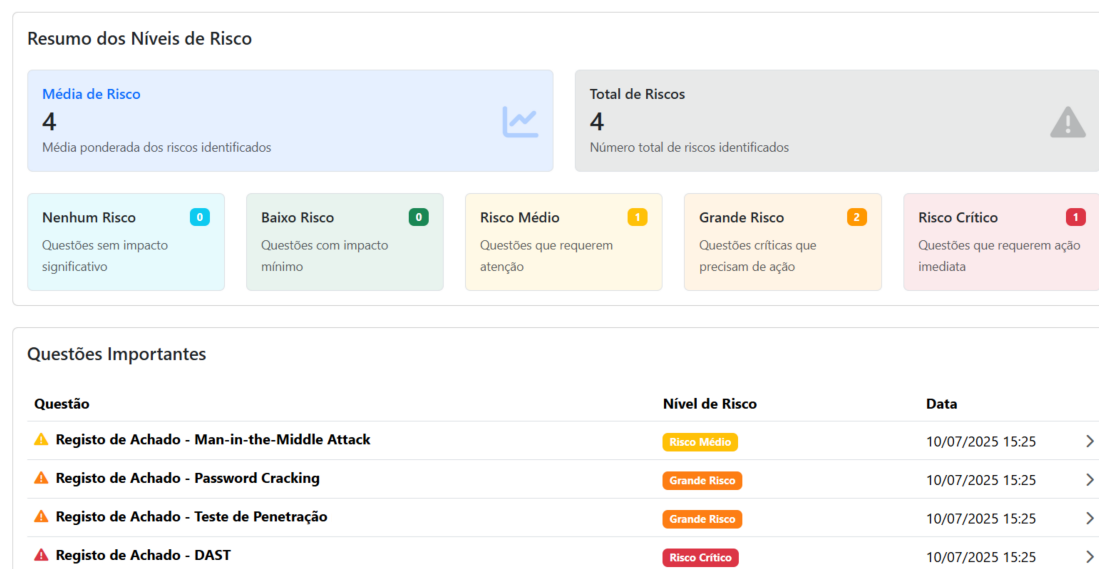 Resumo dos Níveis de Risco
Média de Risco
4
Média ponderada dos riscos identificados
Total de Riscos
4
Número total de riscos identificados
Nenhum Risco 0
Questões sem impacto
significativo
Baixo Risco 0
Questões com impacto
mínimo
Risco Médio 1
Questões que requerem
atenção
Grande Risco 2
Questões críticas que
precisam de ação
Risco Crítico 1
Questões que requerem ação
imediata
Questões Importantes
Questão Nível de Risco Data
Registo de Achado - Man-in-the-Middle Attack Risco Médio 10/07/2025 15:25
Registo de Achado - Password Cracking Grande Risco 10/07/2025 15:25
Registo de Achado - Teste de Penetração Grande Risco 10/07/2025 15:25
Registo de Achado - DAST Risco Crítico 10/07/2025 15:25